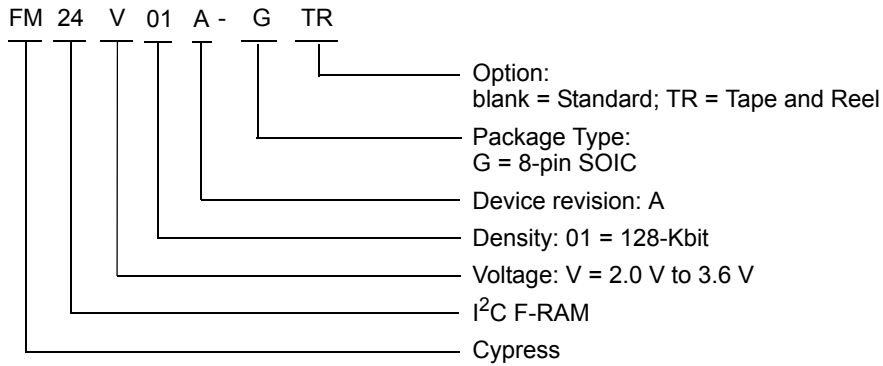 FM 24 V 01 A - G TR
Option:
blank = Standard; TR = Tape and Reel
Package Type:
G = 8-pin SOIC
Device revision: A
Density: 01 = 128-Kbit
Voltage: V = 2.0 V to 3.6 V
I²C F-RAM
Cypress